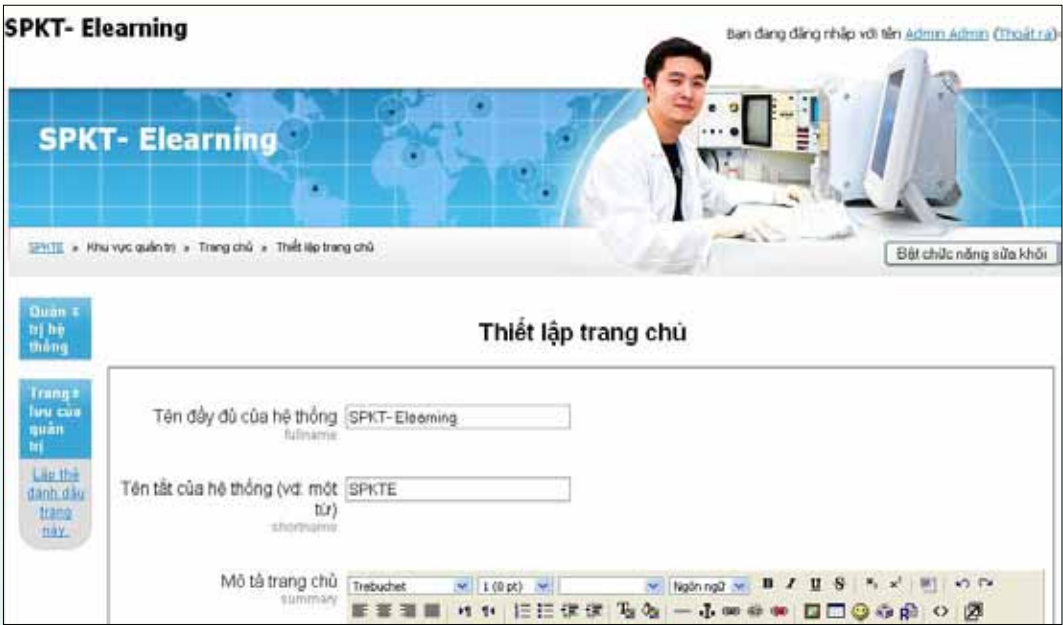 SPKT- Elearning
Bạn đang đăng nhập với tên Admin Admin (Thoát ra)
SPKT- Elearning
SPKTE » Khu vực quản trị » Trang chủ » Thiết lập trang chủ
Bật chức năng sửa khối
Quản
trị hệ
thống
Thiết lập trang chủ
Trang
lưu của
quản
trị
Lập thẻ
đánh dấu
trang
này.
Tên đầy đủ của hệ thống
fullname
SPKT- Elearning
Tên tắt của hệ thống (vd: một
từ)
shortname
SPKTE
Mô tả trang chủ
summary
Trebuchet 1 (8 pt) Ngôn ngữ B I U S